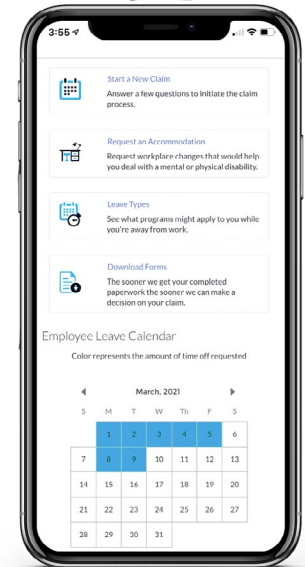 3:55
Start a New Claim
Answer a few questions to initiate the claim
process.
Request an Accommodation
Request workplace changes that would help
you deal with a mental or physical disability.
Leave Types
See what programs might apply to you while
you're away from work.
Download Forms
The sooner we get your completed
paperwork the sooner we can make a
decision on your claim.
Employee Leave Calendar
Color represents the amount of time off requested
March, 2021
S M T W Th F S
1 2 3 4 5 6
7 8 9 10 11 12 13
14 15 16 17 18 19 20
21 22 23 24 25 26 27
28 29 30 31